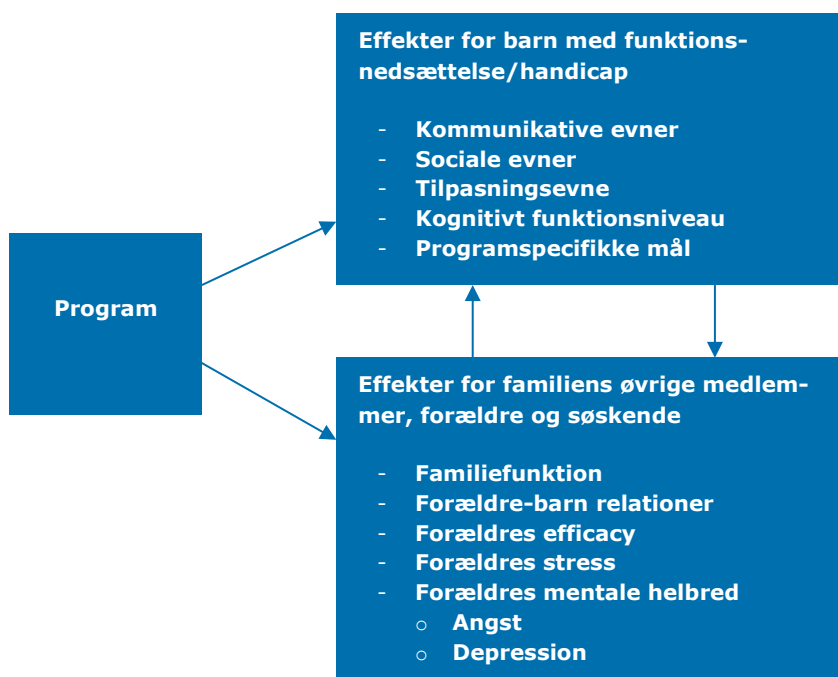 Effekter for barn med funktions-
nedsættelse/handicap
- Kommunikative evner
- Sociale evner
- Tilpasningsevne
- Kognitivt funktionsniveau
- Programspecifikke mål
Program
Effekter for familiens øvrige medlem-
mer, forældre og søskende
- Familiefunktion
- Forældre-barn relationer
- Forældres efficacy
- Forældres stress
- Forældres mentale helbred
o Angst
o Depression